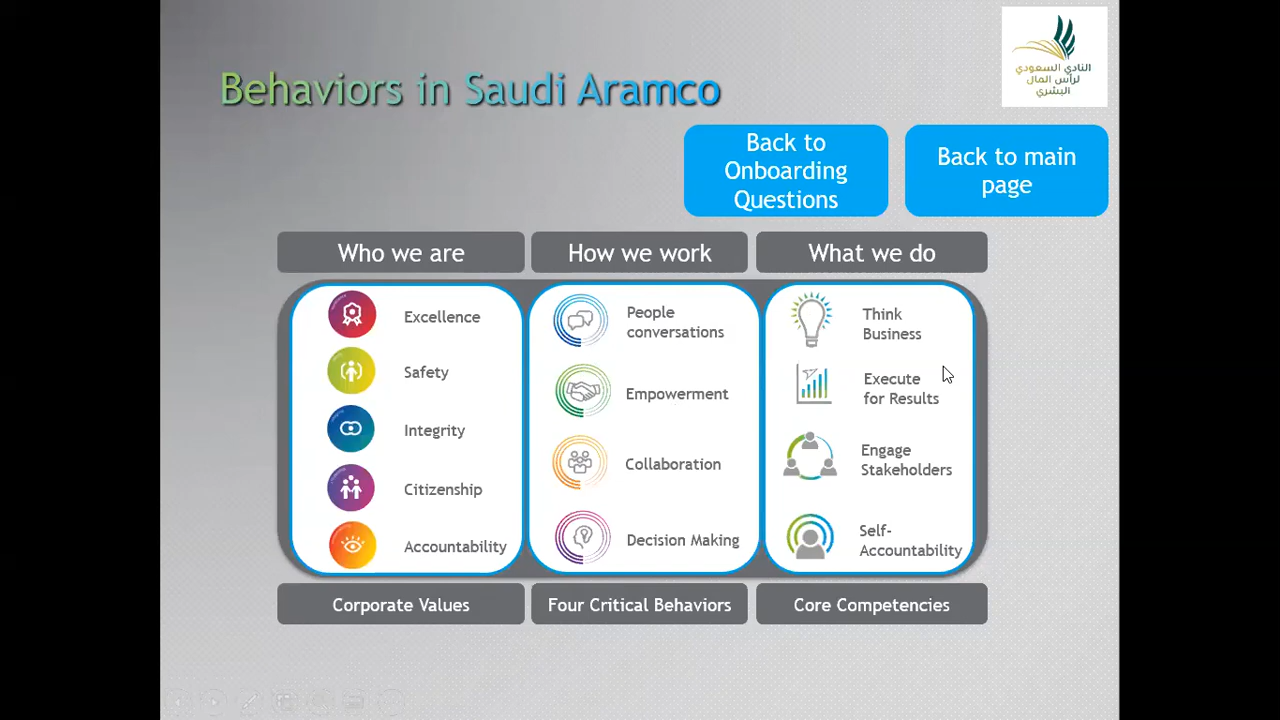 Behaviors in Saudi Aramco
النادي السعودي
لرأس المال
البشري
Back to
Onboarding
Questions
Back to main
page
Who we are
How we work
What we do
Excellence
Safety
Integrity
Citizenship
Accountability
People
conversations
Empowerment
Collaboration
Decision Making
Think
Business
Execute
for Results
Engage
Stakeholders
Self-
Accountability
Corporate Values
Four Critical Behaviors
Core Competencies